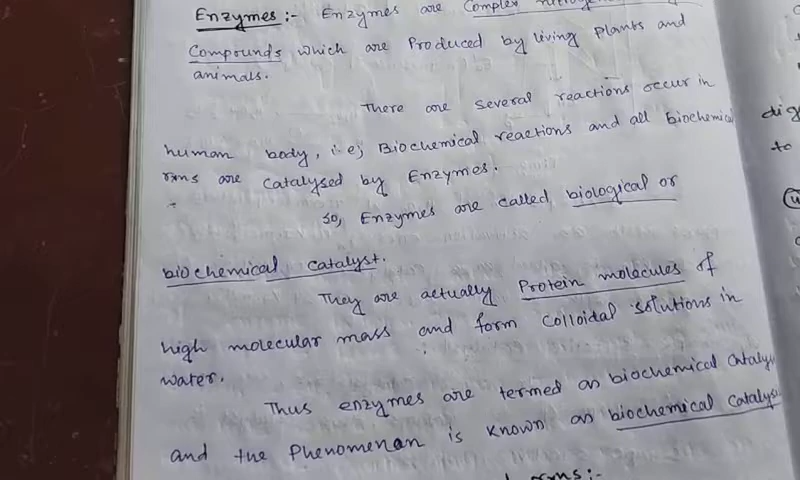 Enzymes :- Enzymes are Complex
Compounds which are Produced by living plants and
animals.
There are several reactions occur in
human body, i.e; Biochemical reactions and all biochemical
rxns are Catalysed by Enzymes.
So, Enzymes are called biological or
biochemical catalyst.
They are actually Protein molecules of
high molecular mass and form Colloidal solutions in
water.
Thus enzymes are termed as biochemical
and the Phenomenan is known as biochemical
rxns:-
to